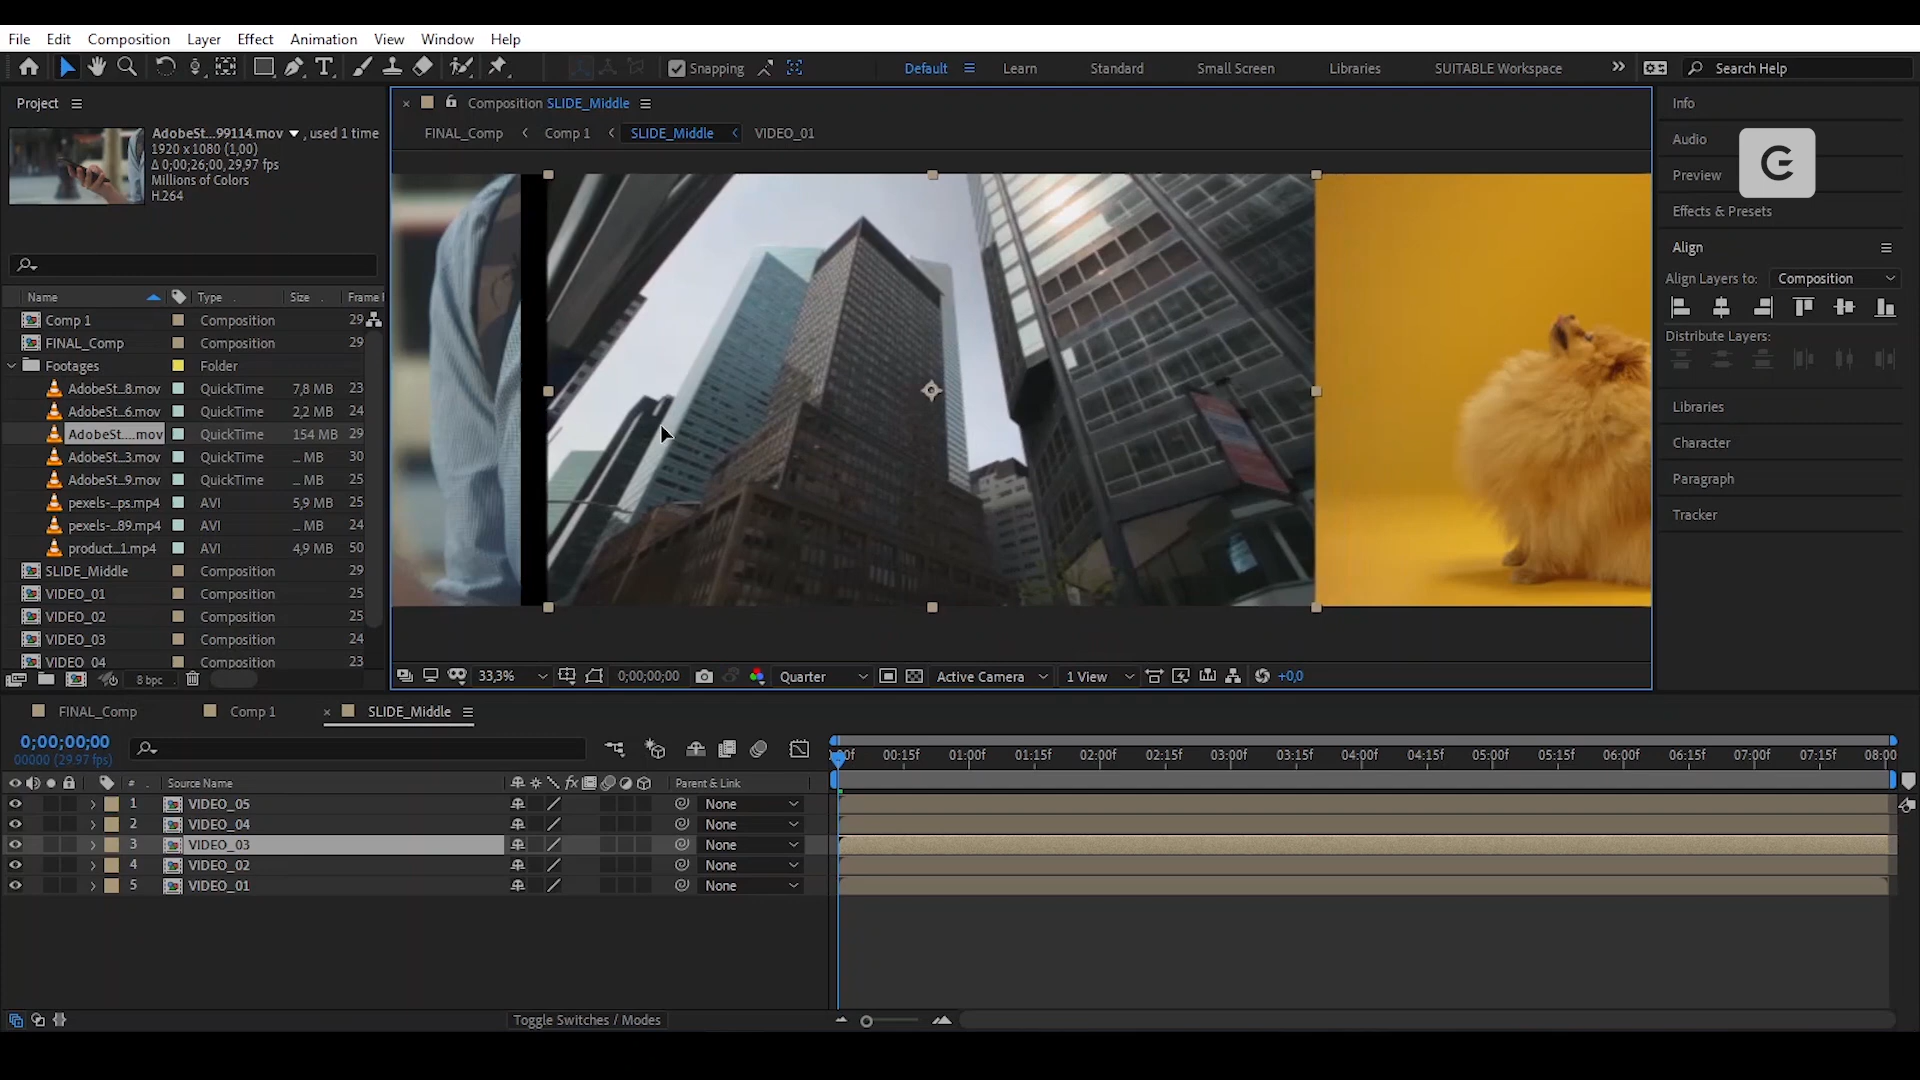 File Edit Composition Layer Effect Animation View Window Help
Snapping Default Learn Standard Small Screen Libraries SUITABLE Workspace Search Help
Project
AdobeSt...99114.mov , used 1 time
1920 x 1080 (1,00)
Δ 0;00;26;00, 29,97 fps
Millions of Colors
H.264
Name Type Size Frame
Comp 1 Composition 29
FINAL_Comp Composition 29
Footages Folder
AdobeSt...8.mov QuickTime 7,8 MB 23
AdobeSt...6.mov QuickTime 2,2 MB 24
AdobeSt....mov QuickTime 154 MB 29
AdobeSt...3.mov QuickTime ... MB 30
AdobeSt...9.mov QuickTime ... MB 25
pexels-...ps.mp4 AVI 5,9 MB 25
pexels-...89.mp4 AVI ... MB 24
product...1.mp4 AVI 4,9 MB 50
SLIDE_Middle Composition 29
VIDEO_01 Composition 25
VIDEO_02 Composition 25
VIDEO_03 Composition 24
VIDEO_04 Composition 23
8 bpc
Composition SLIDE_Middle
FINAL_Comp Comp 1 SLIDE_Middle VIDEO_01
33,3% 0;00;00;00 Quarter Active Camera 1 View +0,0
Info
Audio
Preview
Effects & Presets
Align
Align Layers to: Composition
Distribute Layers:
Libraries
Character
Paragraph
Tracker
FINAL_Comp Comp 1 SLIDE_Middle
0;00;00;00
00000 (29.97 fps)
00f 00:15f 01:00f 01:15f 02:00f 02:15f 03:00f 03:15f 04:00f 04:15f 05:00f 05:15f 06:00f 06:15f 07:00f 07:15f 08:00
# Source Name fx Parent & Link
1 VIDEO_05 None
2 VIDEO_04 None
3 VIDEO_03 None
4 VIDEO_02 None
5 VIDEO_01 None
Toggle Switches / Modes